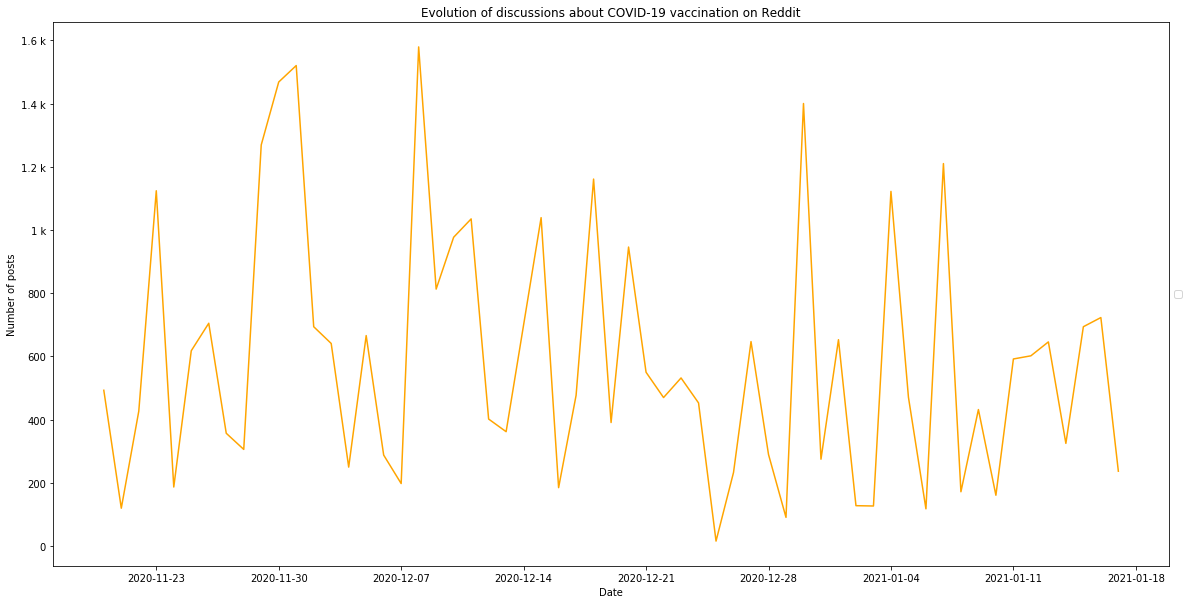 Evolution of discussions about COVID-19 vaccination on Reddit
1.6 k
1.4 k
1.2 k
1 k
800
600
400
200
0
Number of posts
2020-11-23 2020-11-30 2020-12-07 2020-12-14 2020-12-21 2020-12-28 2021-01-04 2021-01-11 2021-01-18
Date